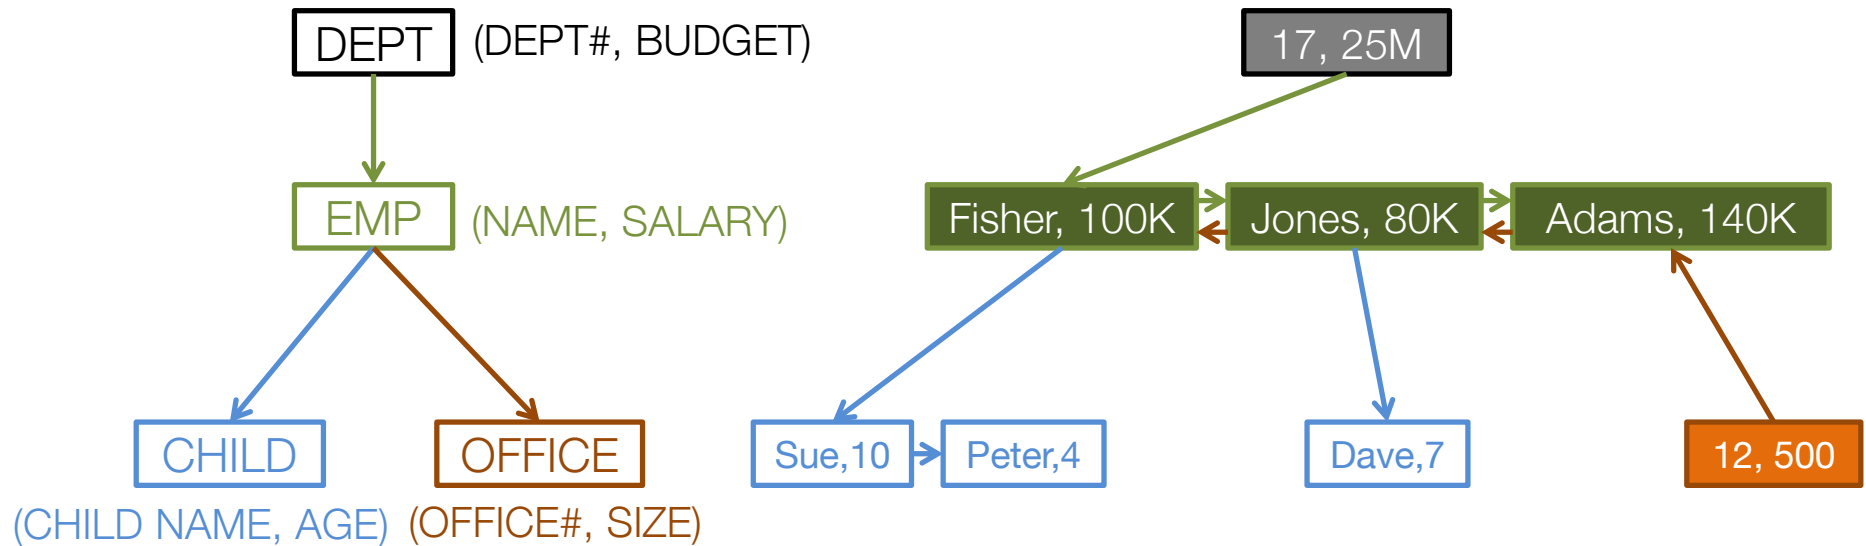 DEPT (DEPT#, BUDGET)
17, 25M
EMP (NAME, SALARY)
Fisher, 100K
Jones, 80K
Adams, 140K
CHILD
OFFICE
Sue,10
Peter,4
Dave,7
12, 500
(CHILD NAME, AGE)
(OFFICE#, SIZE)